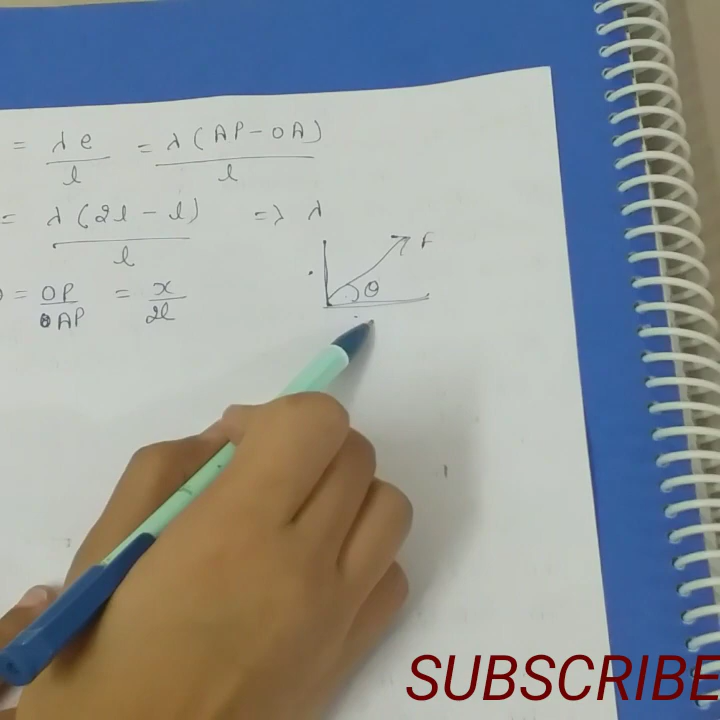 = λe/l = λ(AP-OA)/l
= λ(2l-l)/l => λ
= OP/AP = x/2l
F
θ
SUBSCRIBE